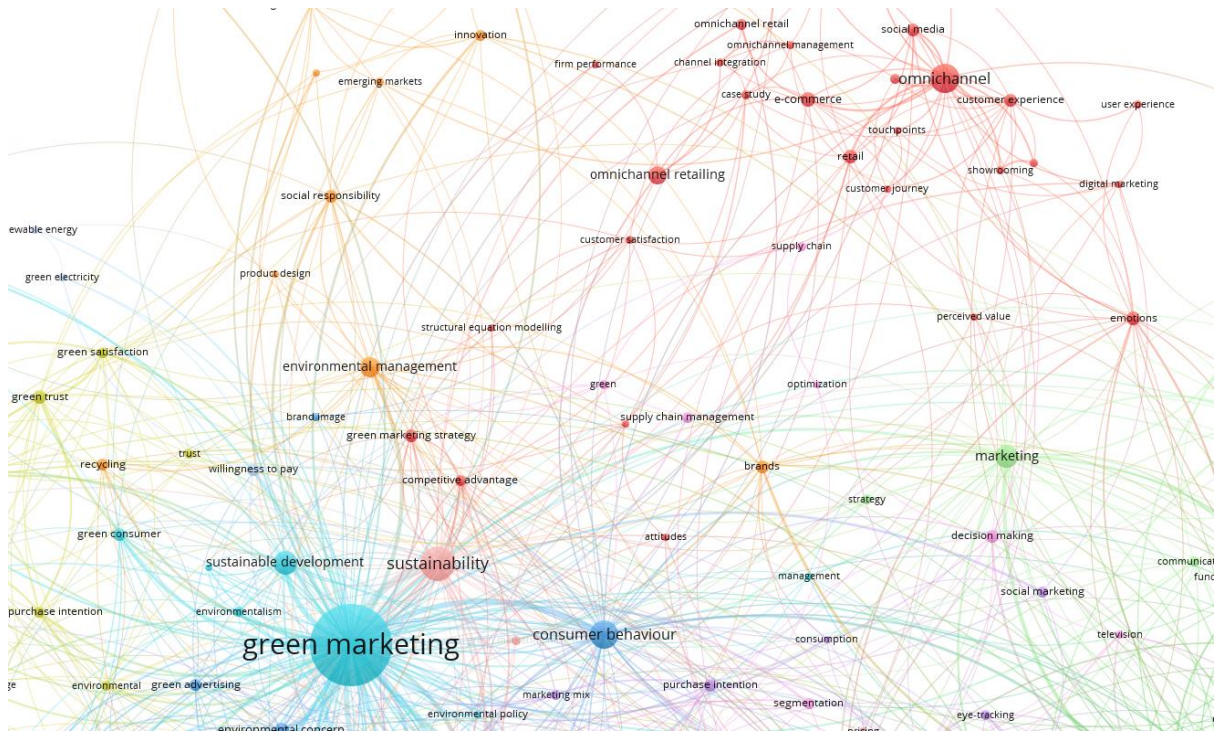 innovation
omnichannel retail
social media
omnichannel management
firm performance
channel integration
emerging markets
omnichannel
case study
e-commerce
customer experience
user experience
touchpoints
retail
omnichannel retailing
showrooming
digital marketing
social responsibility
customer journey
ewable energy
customer satisfaction
supply chain
green electricity
product design
perceived value
emotions
structural equation modelling
green satisfaction
environmental management
green
optimization
green trust
brand image
supply chain management
green marketing strategy
trust
marketing
recycling
willingness to pay
brands
competitive advantage
strategy
green consumer
attitudes
decision making
sustainable development
sustainability
communicat
management
func
social marketing
purchase intention
environmentalism
green marketing
consumer behaviour
consumption
television
ge
environmental
green advertising
purchase intention
marketing mix
segmentation
environmental policy
eye-tracking
environmental concern
pricing